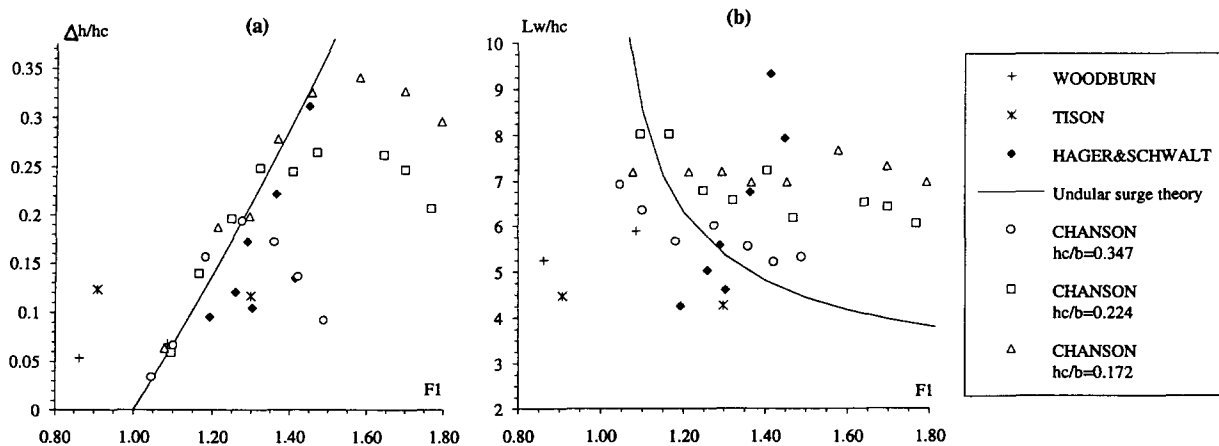 Δh/hc
(a)
0.35
0.3
0.25
0.2
0.15
0.1
0.05
0
F1
0.80 1.00 1.20 1.40 1.60 1.80
Lw/hc
(b)
10
9
8
7
6
5
4
3
2
F1
0.80 1.00 1.20 1.40 1.60 1.80
WOODBURN
TISON
HAGER&SCHWALT
Undular surge theory
CHANSON
hc/b=0.347
CHANSON
hc/b=0.224
CHANSON
hc/b=0.172